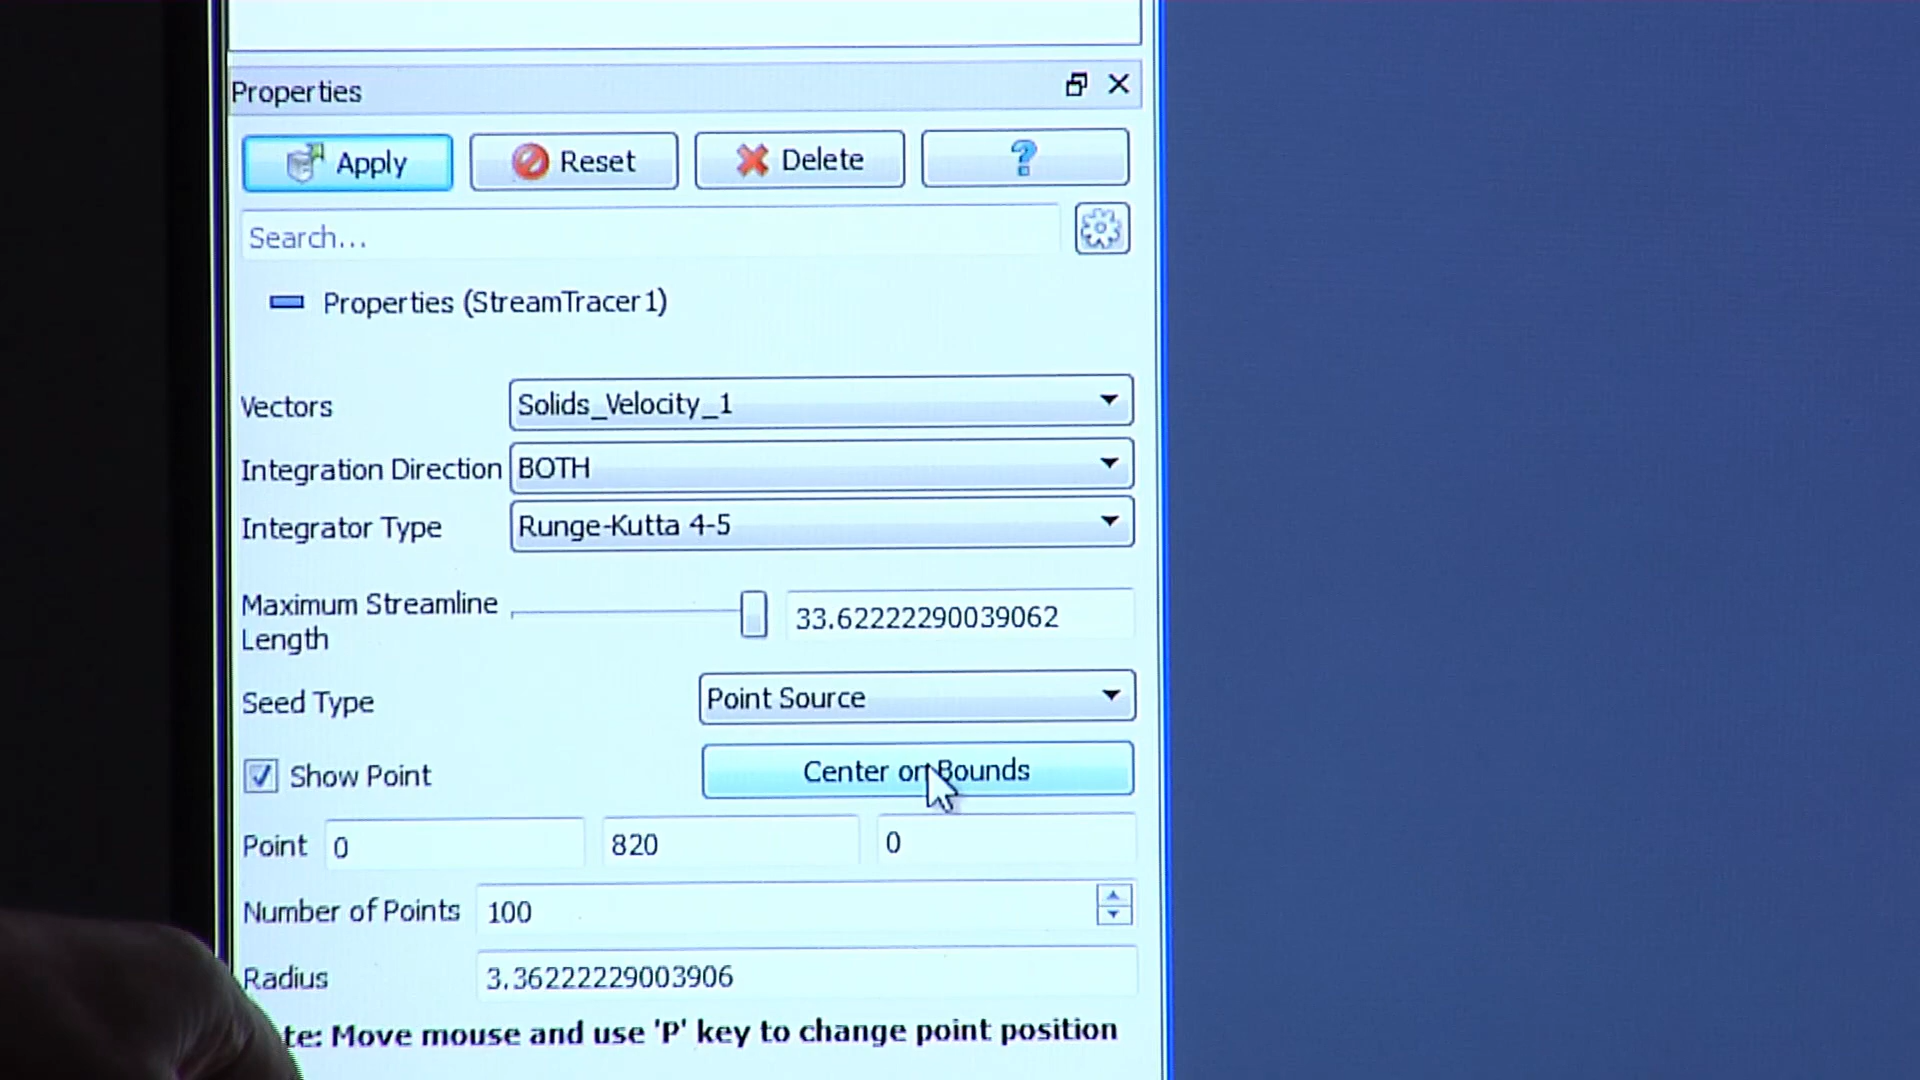 Properties
Apply Reset Delete ?
Search...
Properties (StreamTracer1)
Vectors Solids_Velocity_1
Integration Direction BOTH
Integrator Type Runge-Kutta 4-5
Maximum Streamline Length 33.62222290039062
Seed Type Point Source
Show Point Center on Bounds
Point 0 820 0
Number of Points 100
Radius 3.36222229003906
te: Move mouse and use 'P' key to change point position